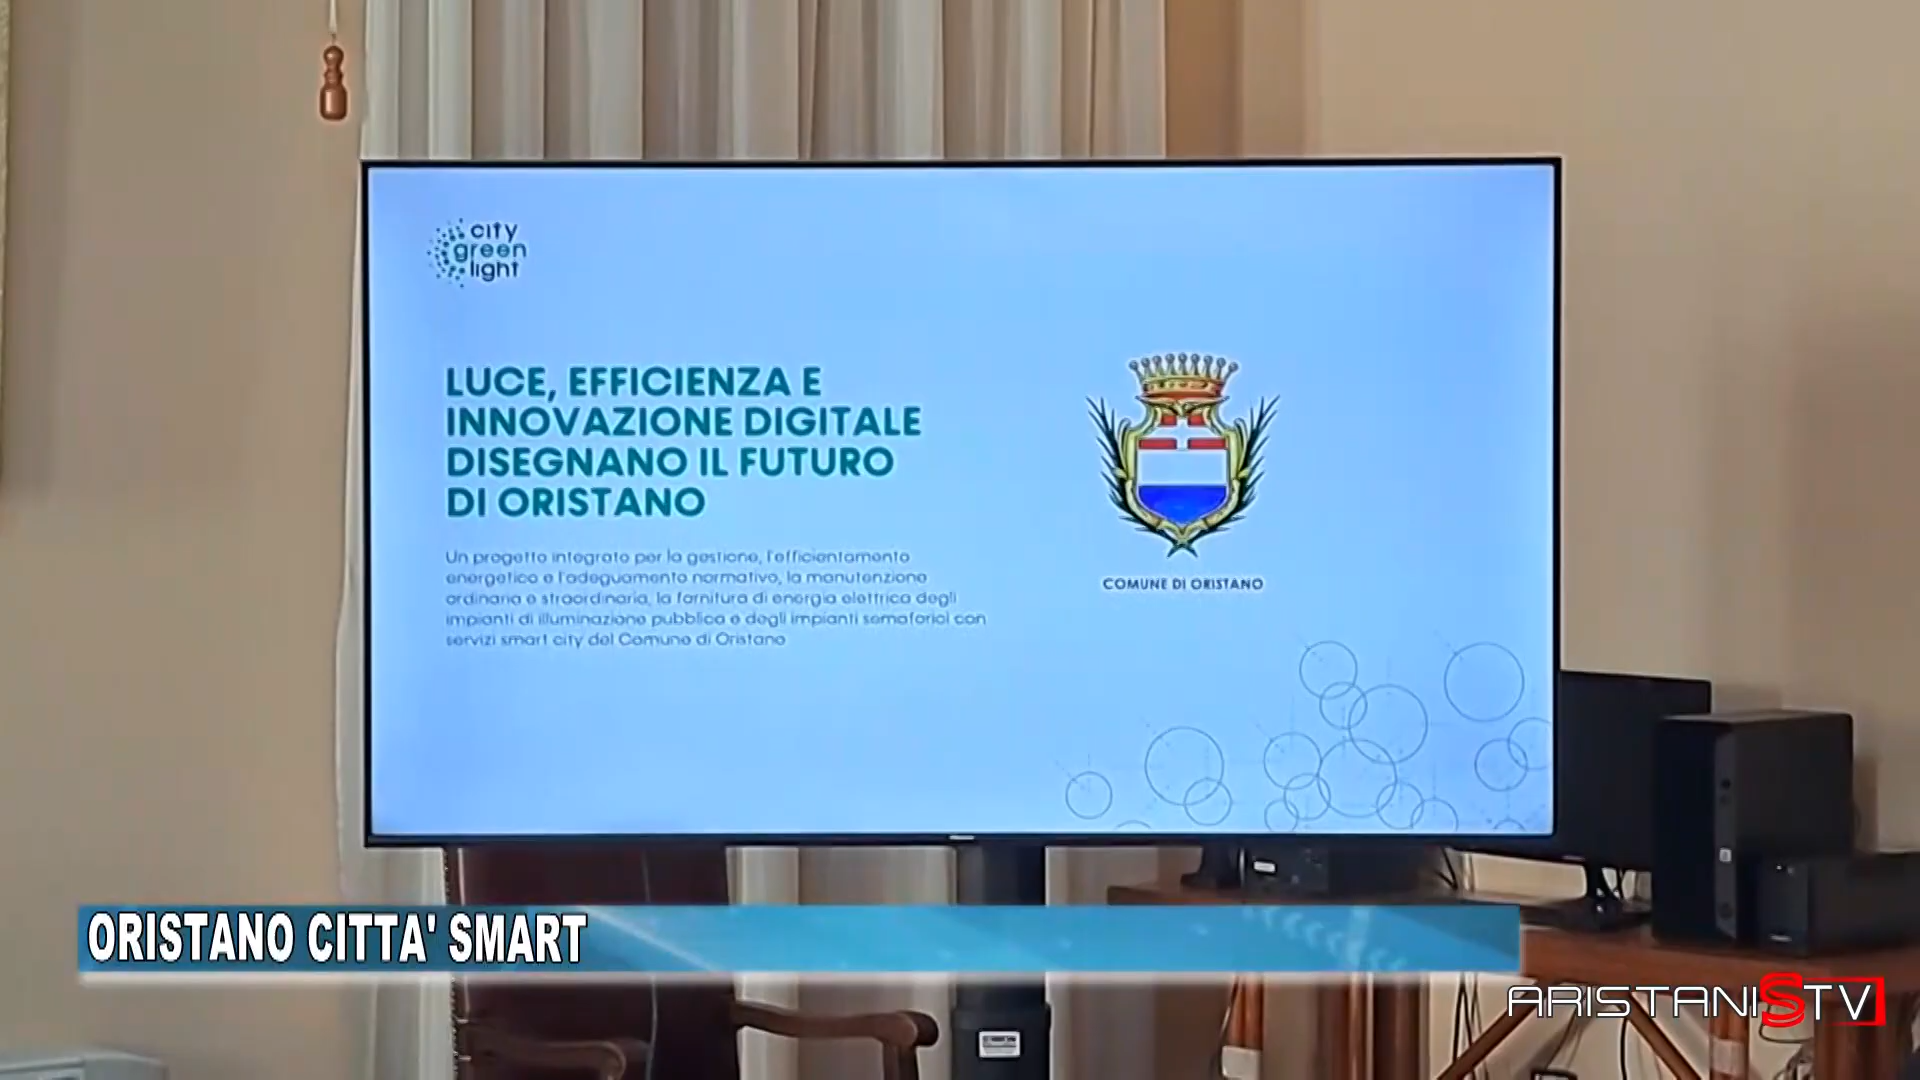 city
green
light
LUCE, EFFICIENZA E
INNOVAZIONE DIGITALE
DISEGNANO IL FUTURO
DI ORISTANO
Un progetto integrato per la gestione, l'efficientamento
energetico e l'adeguamento normativo, la manutenzione
ordinaria e straordinaria, la fornitura di energia elettrica degli
impianti di illuminazione pubblica e degli impianti semaforici con
servizi smart city del Comune di Oristano
COMUNE DI ORISTANO
ORISTANO CITTA' SMART
ARISTANIS TV